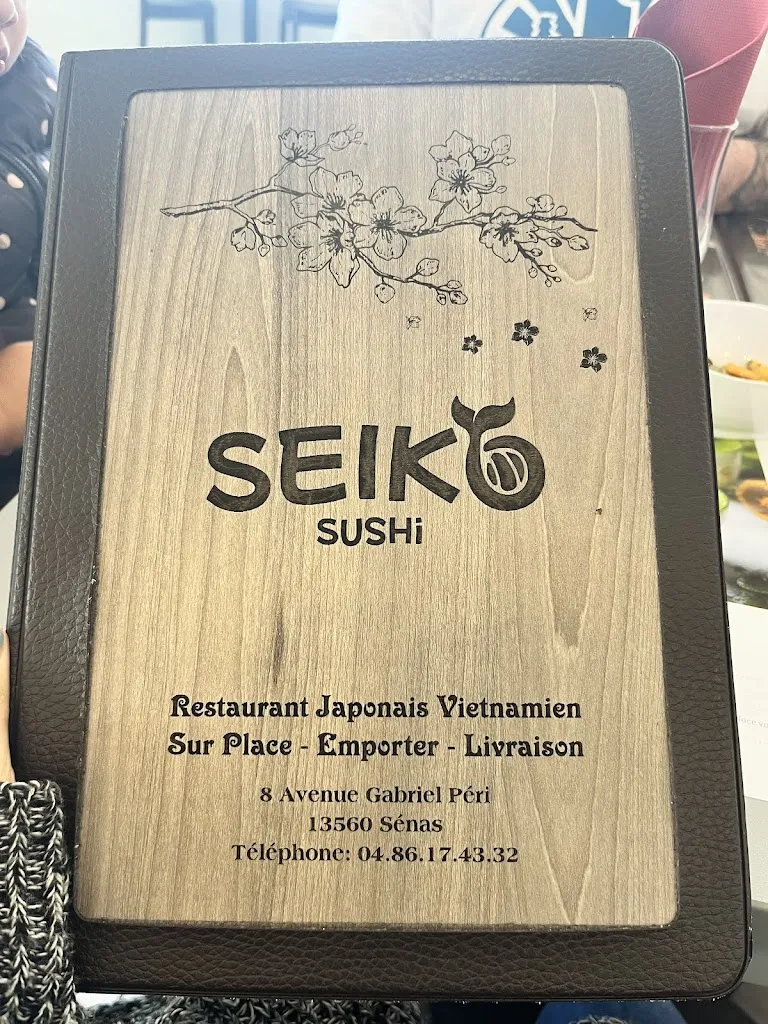 SEIKO
SUSHi
Restaurant Japonais Vietnamien
Sur Place - Emporter - Livraison
8 Avenue Gabriel Péri
13560 Sénas
Téléphone: 04.86.17.43.32